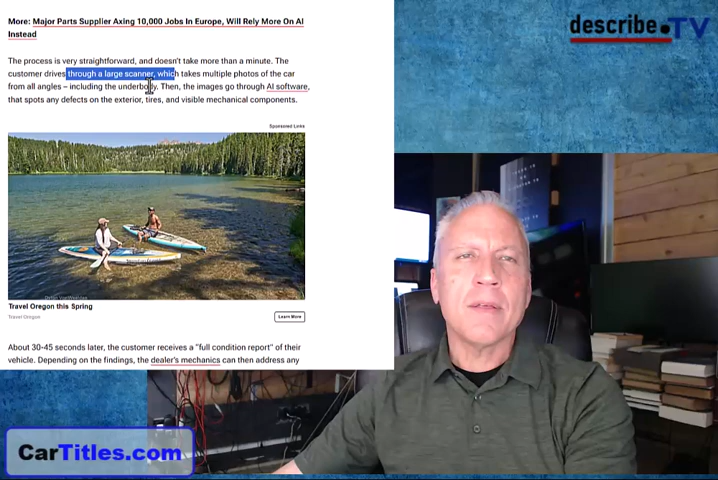 More: Major Parts Supplier Axing 10,000 Jobs In Europe, Will Rely More On AI
Instead
The process is very straightforward, and doesn't take more than a minute. The
customer drives through a large scanner, which takes multiple photos of the car
from all angles – including the underbody. Then, the images go through AI software,
that spots any defects on the exterior, tires, and visible mechanical components.
Sponsored Links
Travel Oregon this Spring
Travel Oregon
Learn More
About 30-45 seconds later, the customer receives a "full condition report" of their
vehicle. Depending on the findings, the dealer's mechanics can then address any
describe.TV
CarTitles.com